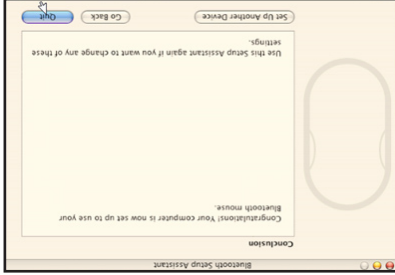 Bluetooth Setup Assistant
Conclusion
Congratulations! Your computer is now set up to use your
Bluetooth mouse.
Use this Setup Assistant again if you want to change any of these
settings.
Set Up Another Device
Go Back
Quit